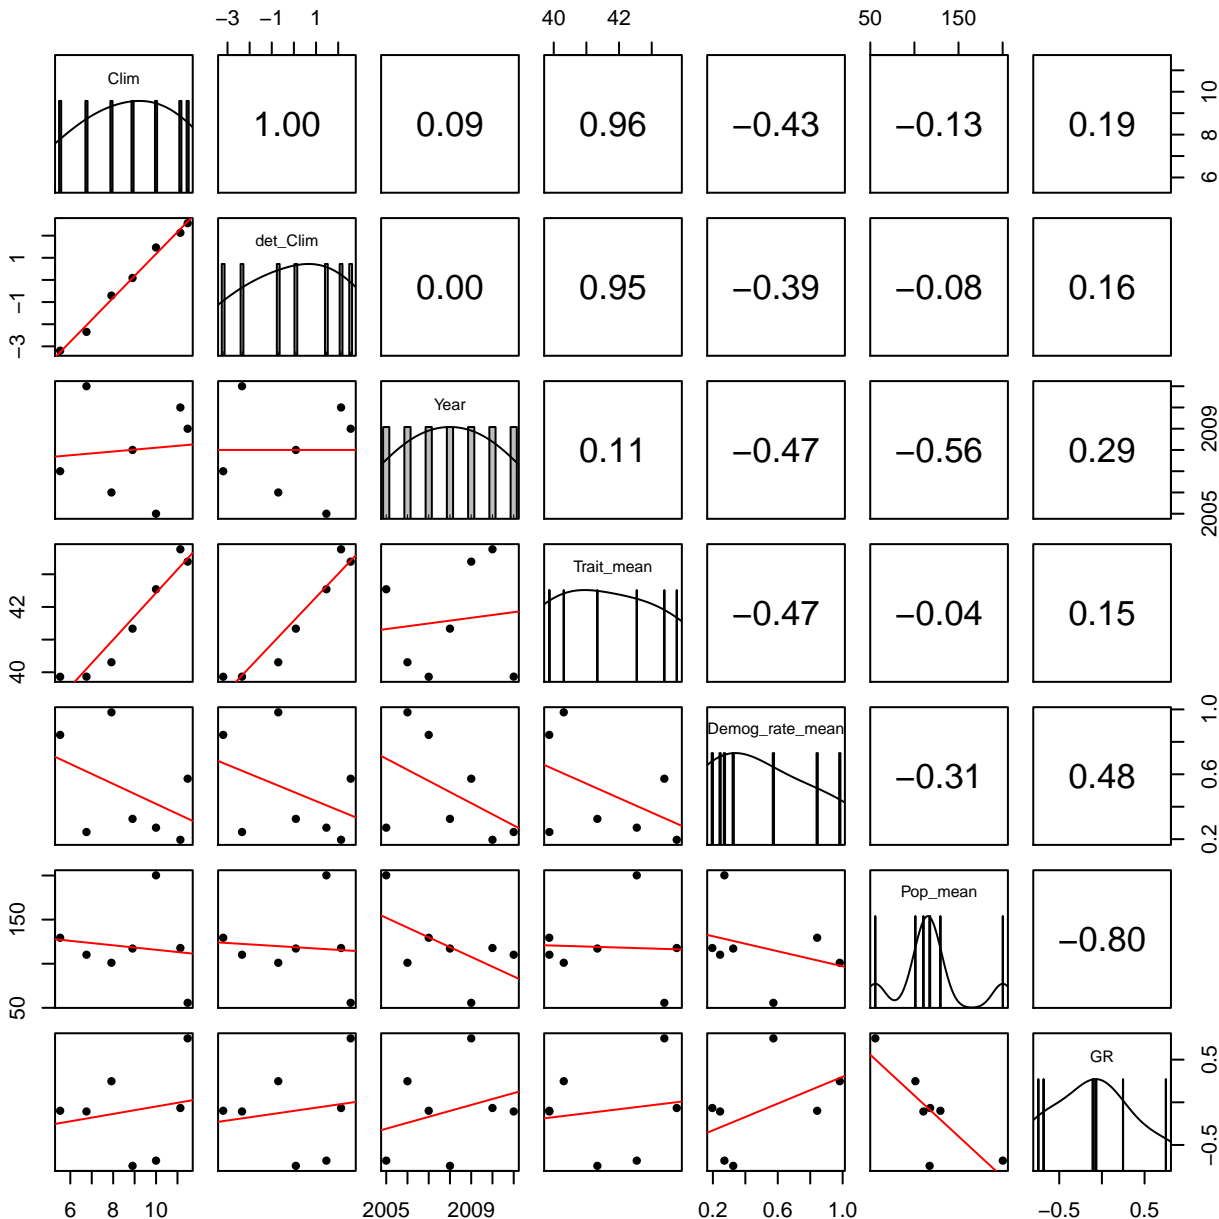 −3 −1 1 40 42 50 150
Clim 1.00 0.09 0.96 −0.43 −0.13 0.19 6 8 10
−3 −1 1 det_Clim 0.00 0.95 −0.39 −0.08 0.16
Year 0.11 −0.47 −0.56 0.29 2005 2009
40 42 Trait_mean −0.47 −0.04 0.15
Demog_rate_mean −0.31 0.48 0.2 0.6 1.0
50 150 Pop_mean −0.80
GR −0.5 0.5
6 8 10 2005 2009 0.2 0.6 1.0 −0.5 0.5